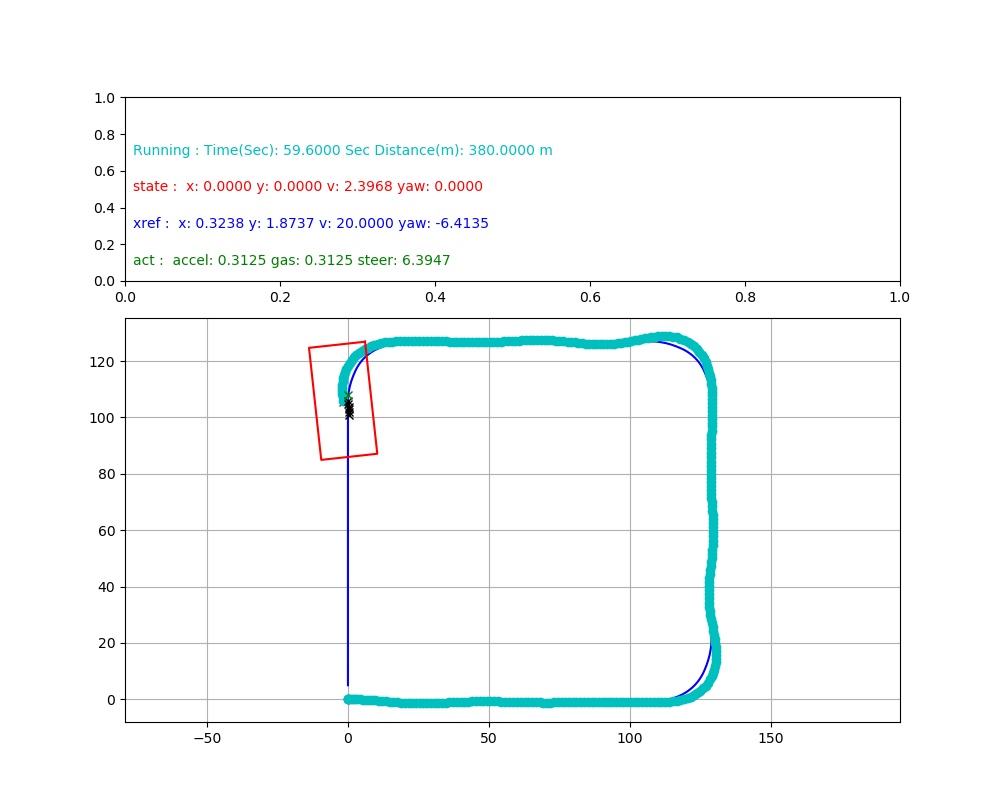 1.0
0.8
0.6
0.4
0.2
0.0
Running : Time(Sec): 59.6000 Sec Distance(m): 380.0000 m
state :  x: 0.0000 y: 0.0000 v: 2.3968 yaw: 0.0000
xref :  x: 0.3238 y: 1.8737 v: 20.0000 yaw: -6.4135
act :  accel: 0.3125 gas: 0.3125 steer: 6.3947
0.0 0.2 0.4 0.6 0.8 1.0
120
100
80
60
40
20
0
−50 0 50 100 150